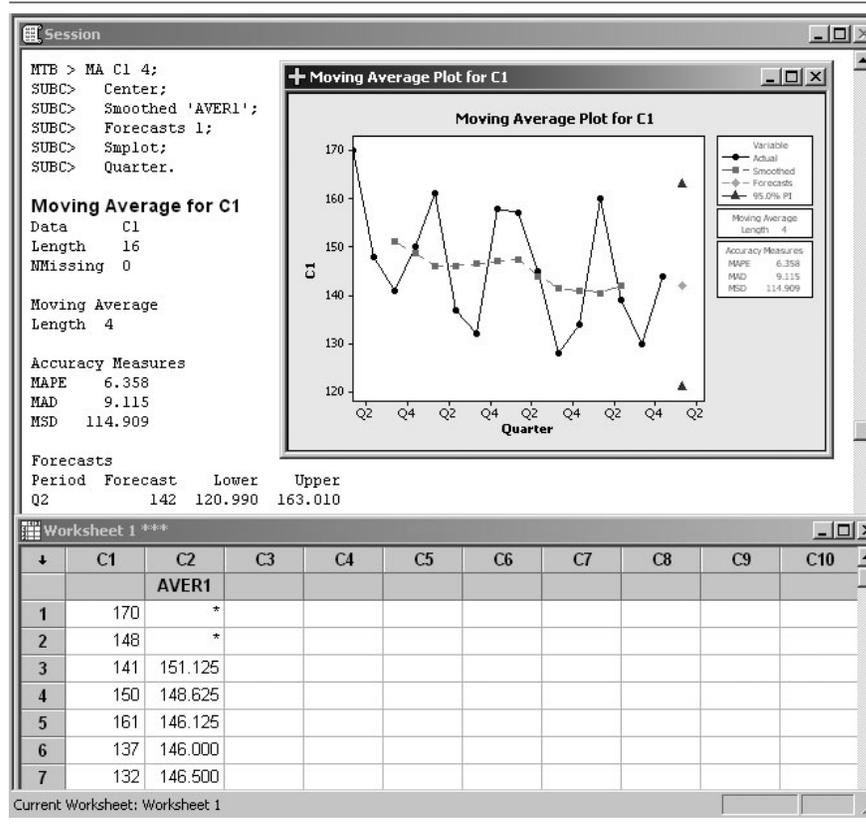 Session
MTB > MA C1 4;
SUBC> Center;
SUBC> Smoothed 'AVER1';
SUBC> Forecasts 1;
SUBC> Smplot;
SUBC> Quarter.
Moving Average for C1
Data C1
Length 16
NMissing 0
Moving Average
Length 4
Accuracy Measures
MAPE 6.358
MAD 9.115
MSD 114.909
Forecasts
Period Forecast Lower Upper
Q2 142 120.990 163.010
Moving Average Plot for C1
Moving Average Plot for C1
170
160
150
140
130
120
C1
Q2 Q4 Q2 Q4 Q2 Q4 Q2 Q4 Q2
Quarter
Variable
Actual
Smoothed
Forecasts
95.0% PI
Moving Average
Length 4
Accuracy Measures
MAPE 6.358
MAD 9.115
MSD 114.909
Worksheet 1 ***
C1 C2 C3 C4 C5 C6 C7 C8 C9 C10
AVER1
1 170 *
2 148 *
3 141 151.125
4 150 148.625
5 161 146.125
6 137 146.000
7 132 146.500
Current Worksheet: Worksheet 1